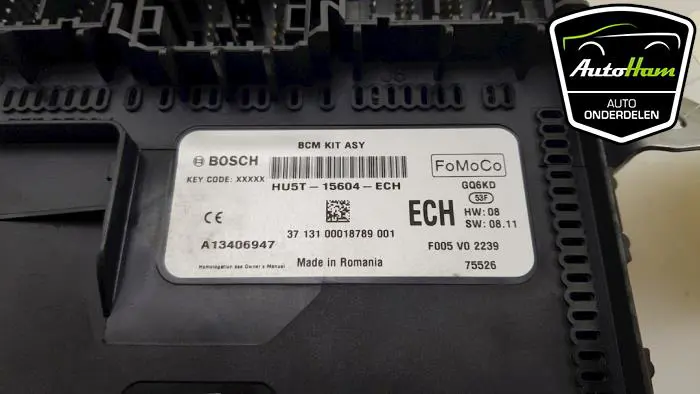 AutoHam
AUTO
ONDERDELEN
BCM KIT ASY
BOSCH
KEY CODE: XXXXX
HU5T-15604-ECH
FoMoCo
GQ6KD
53F
ECH
HW: 08
SW: 08.11
CE
37 131 00018789 001
A13406947
F005 V0 2239
Homologation see Owner's Manual
Made in Romania
75526